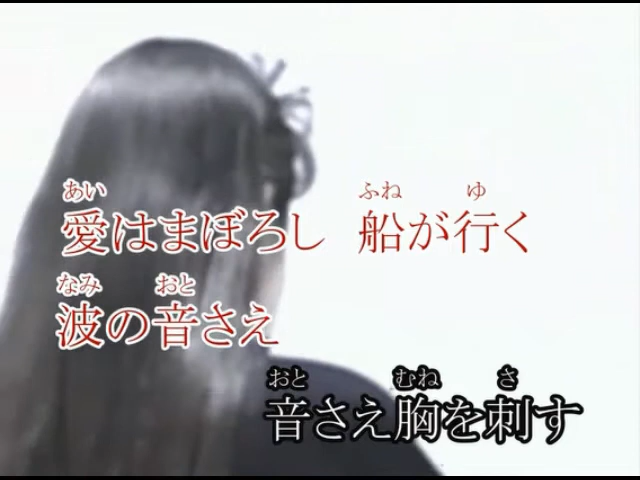 あい ふね ゆ
愛はまぼろし 船が行く
なみ おと
波の音さえ
おと むね さ
音さえ胸を刺す